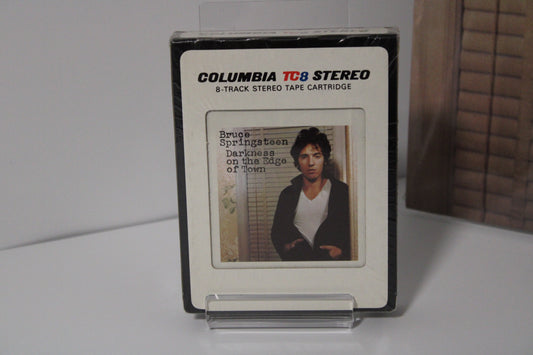 COLUMBIA TC8 STEREO
8-TRACK STEREO TAPE CARTRIDGE
Bruce
Springsteen
Darkness
on the Edge
of Town